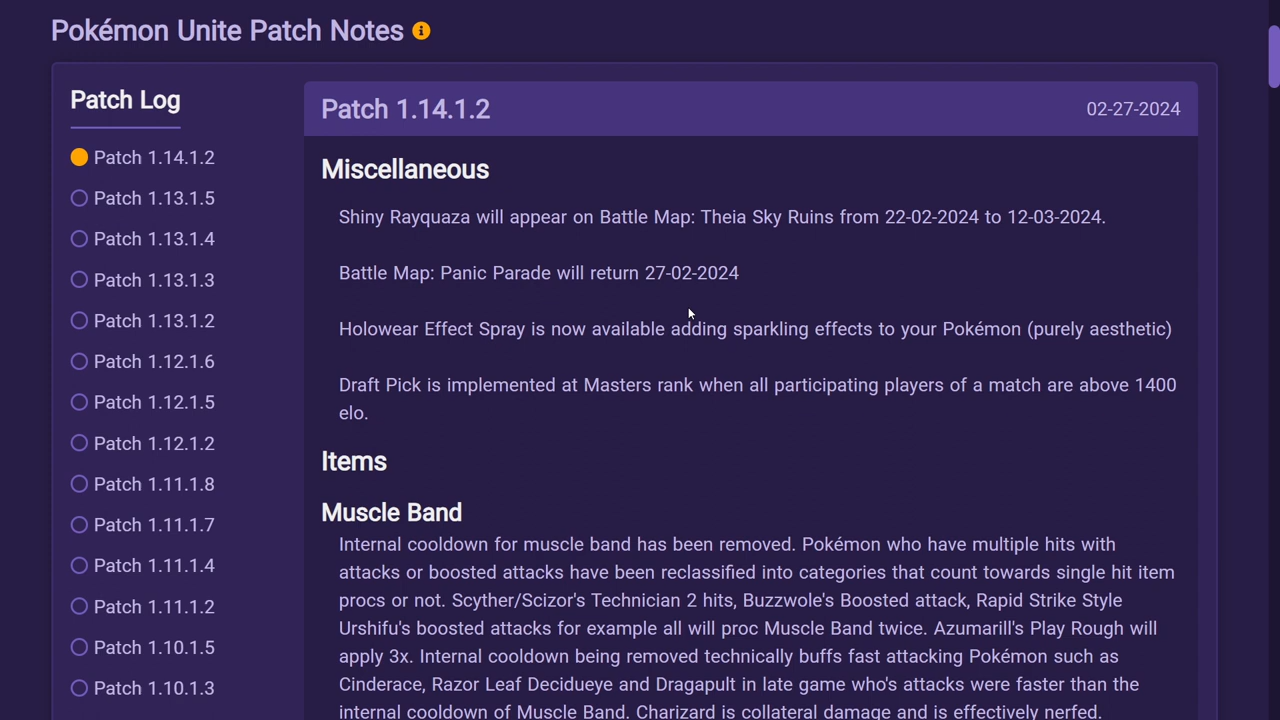 Pokémon Unite Patch Notes
Patch Log
Patch 1.14.1.2
Patch 1.13.1.5
Patch 1.13.1.4
Patch 1.13.1.3
Patch 1.13.1.2
Patch 1.12.1.6
Patch 1.12.1.5
Patch 1.12.1.2
Patch 1.11.1.8
Patch 1.11.1.7
Patch 1.11.1.4
Patch 1.11.1.2
Patch 1.10.1.5
Patch 1.10.1.3
Patch 1.14.1.2
02-27-2024
Miscellaneous
Shiny Rayquaza will appear on Battle Map: Theia Sky Ruins from 22-02-2024 to 12-03-2024.
Battle Map: Panic Parade will return 27-02-2024
Holowear Effect Spray is now available adding sparkling effects to your Pokémon (purely aesthetic)
Draft Pick is implemented at Masters rank when all participating players of a match are above 1400
elo.
Items
Muscle Band
Internal cooldown for muscle band has been removed. Pokémon who have multiple hits with
attacks or boosted attacks have been reclassified into categories that count towards single hit item
procs or not. Scyther/Scizor's Technician 2 hits, Buzzwole's Boosted attack, Rapid Strike Style
Urshifu's boosted attacks for example all will proc Muscle Band twice. Azumarill's Play Rough will
apply 3x. Internal cooldown being removed technically buffs fast attacking Pokémon such as
Cinderace, Razor Leaf Decidueye and Dragapult in late game who's attacks were faster than the
internal cooldown of Muscle Band. Charizard is collateral damage and is effectively nerfed.